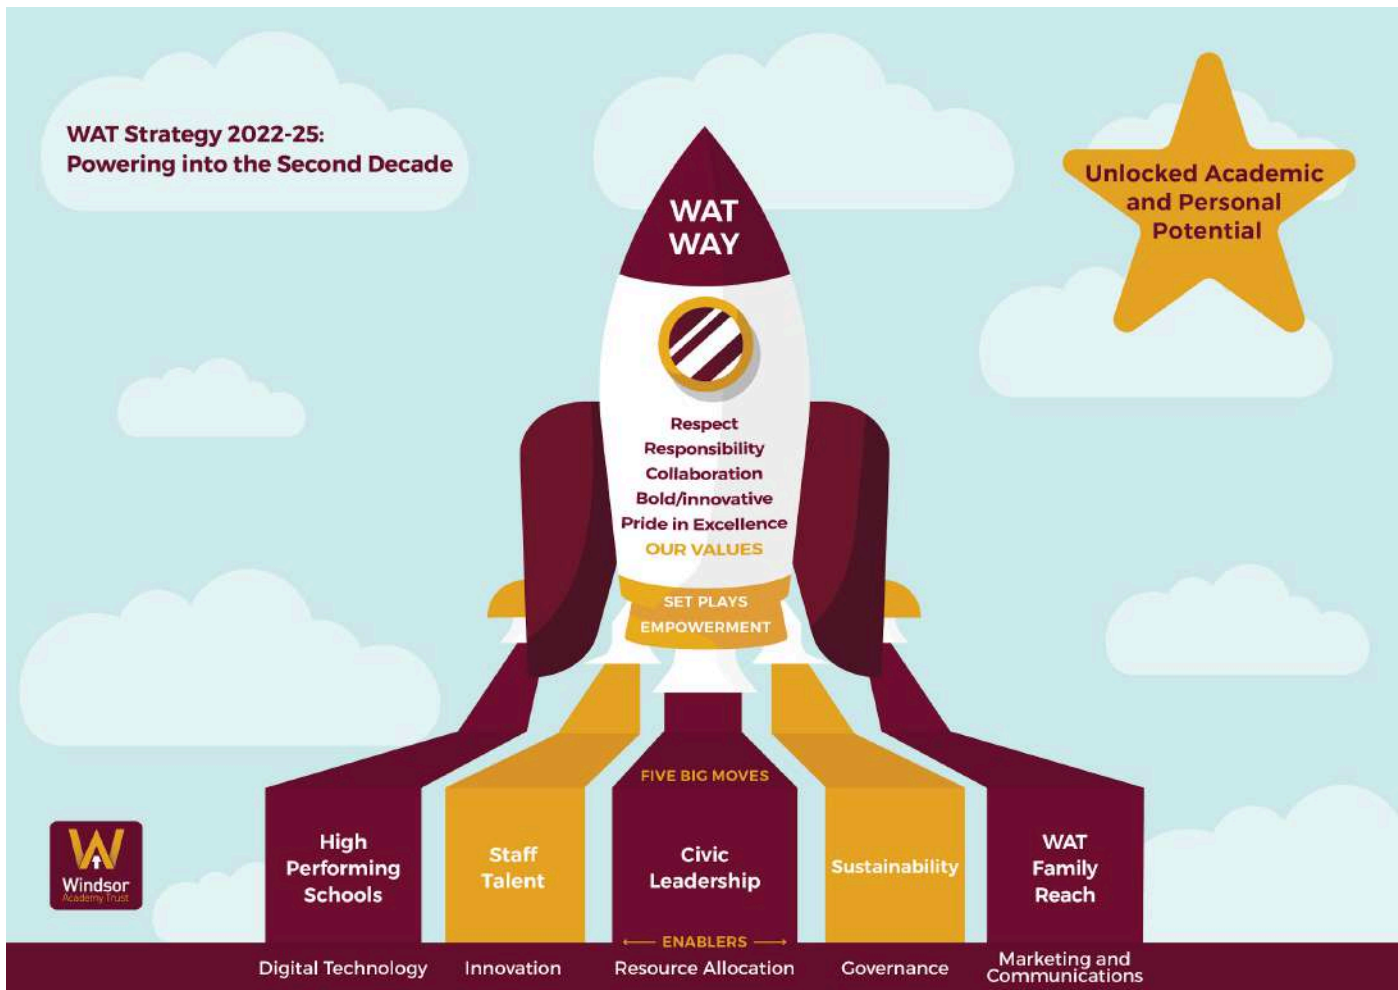 WAT Strategy 2022-25:
Powering into the Second Decade
Unlocked Academic
and Personal
Potential
WAT
WAY
Respect
Responsibility
Collaboration
Bold/innovative
Pride in Excellence
OUR VALUES
SET PLAYS
EMPOWERMENT
FIVE BIG MOVES
High
Performing
Schools
Staff
Talent
Civic
Leadership
Sustainability
WAT
Family
Reach
W
Windsor
Academy Trust
← ENABLERS →
Digital Technology
Innovation
Resource Allocation
Governance
Marketing and
Communications